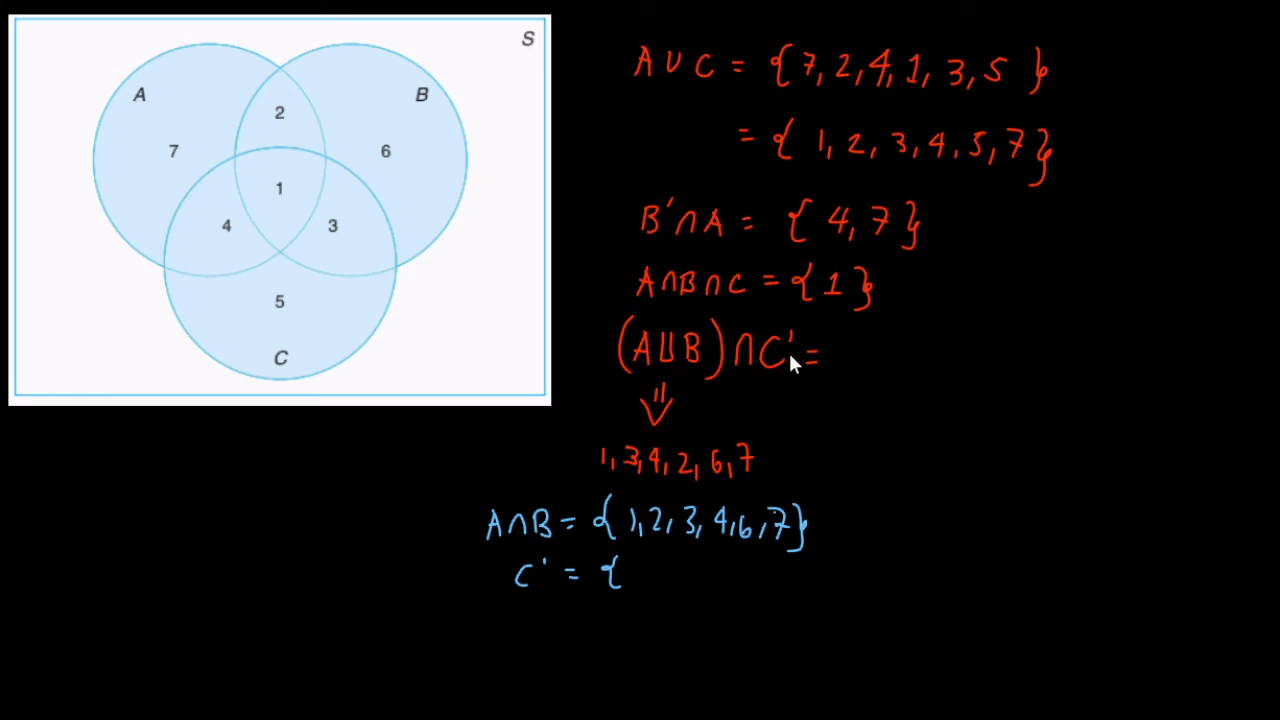 S
A
B
2
7
6
1
4
3
5
C
A ∪ C = {7, 2, 4, 1, 3, 5}
= {1, 2, 3, 4, 5, 7}
B' ∩ A = {4, 7}
A ∩ B ∩ C = {1}
(A ∪ B) ∩ C' =
⇓
1, 3, 4, 2, 6, 7
A ∩ B = {1, 2, 3, 4, 6, 7}
C' = {